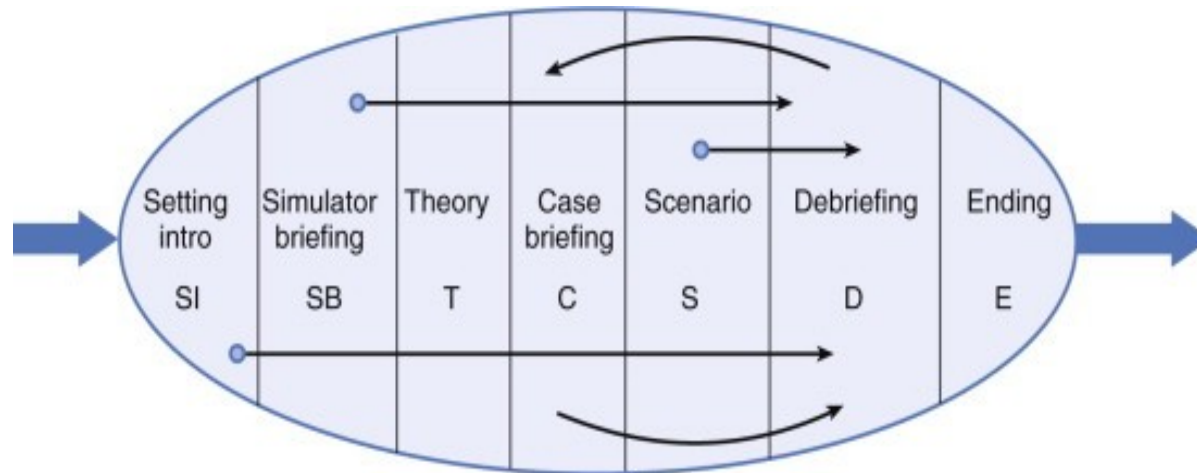 Setting intro
Simulator briefing
Theory
Case briefing
Scenario
Debriefing
Ending
SI
SB
T
C
S
D
E